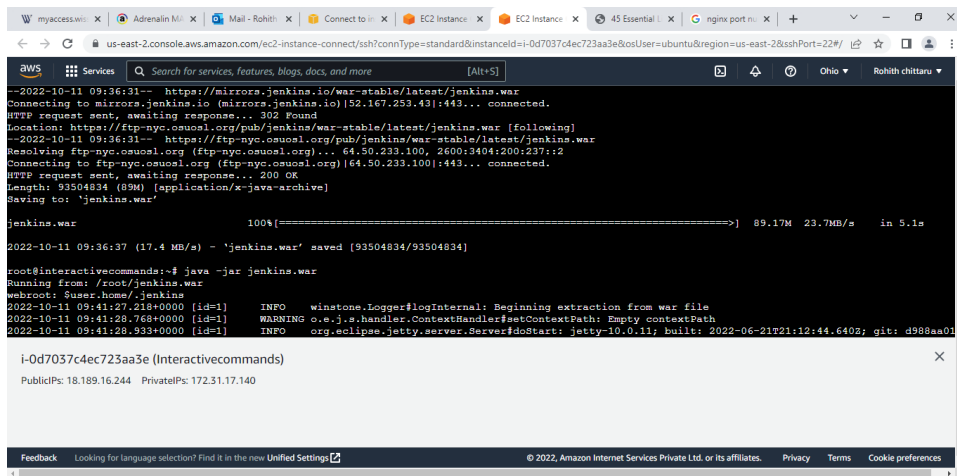 myaccess.wis
Adrenalin MA
Mail - Rohith
Connect to in
EC2 Instance
EC2 Instance
45 Essential L
nginx port nu
us-east-2.console.aws.amazon.com/ec2-instance-connect/ssh?connType=standard&instanceId=i-0d7037c4ec723aa3e&osUser=ubuntu&region=us-east-2&sshPort=22#/
aws Services Search for services, features, blogs, docs, and more [Alt+S] Ohio Rohith chittaru
--2022-10-11 09:36:31-- https://mirrors.jenkins.io/war-stable/latest/jenkins.war
Connecting to mirrors.jenkins.io (mirrors.jenkins.io)|52.167.253.43|:443... connected.
HTTP request sent, awaiting response... 302 Found
Location: https://ftp-nyc.osuosl.org/pub/jenkins/war-stable/latest/jenkins.war [following]
--2022-10-11 09:36:31-- https://ftp-nyc.osuosl.org/pub/jenkins/war-stable/latest/jenkins.war
Resolving ftp-nyc.osuosl.org (ftp-nyc.osuosl.org)... 64.50.233.100, 2600:3404:200:237::2
Connecting to ftp-nyc.osuosl.org (ftp-nyc.osuosl.org)|64.50.233.100|:443... connected.
HTTP request sent, awaiting response... 200 OK
Length: 93504834 (89M) [application/x-java-archive]
Saving to: ‘jenkins.war’
jenkins.war 100%[=====================================================================>] 89.17M 23.7MB/s in 5.1s
2022-10-11 09:36:37 (17.4 MB/s) - ‘jenkins.war’ saved [93504834/93504834]
root@interactivecommands:~# java -jar jenkins.war
Running from: /root/jenkins.war
webroot: $user.home/.jenkins
2022-10-11 09:41:27.218+0000 [id=1] INFO winstone.Logger#logInternal: Beginning extraction from war file
2022-10-11 09:41:28.768+0000 [id=1] WARNING o.e.j.s.handler.ContextHandler#setContextPath: Empty contextPath
2022-10-11 09:41:28.933+0000 [id=1] INFO org.eclipse.jetty.server.Server#doStart: jetty-10.0.11; built: 2022-06-21T21:12:44.640Z; git: d988aa01
i-0d7037c4ec723aa3e (Interactivecommands)
PublicIPs: 18.189.16.244 PrivateIPs: 172.31.17.140
Feedback Looking for language selection? Find it in the new Unified Settings © 2022, Amazon Internet Services Private Ltd. or its affiliates. Privacy Terms Cookie preferences